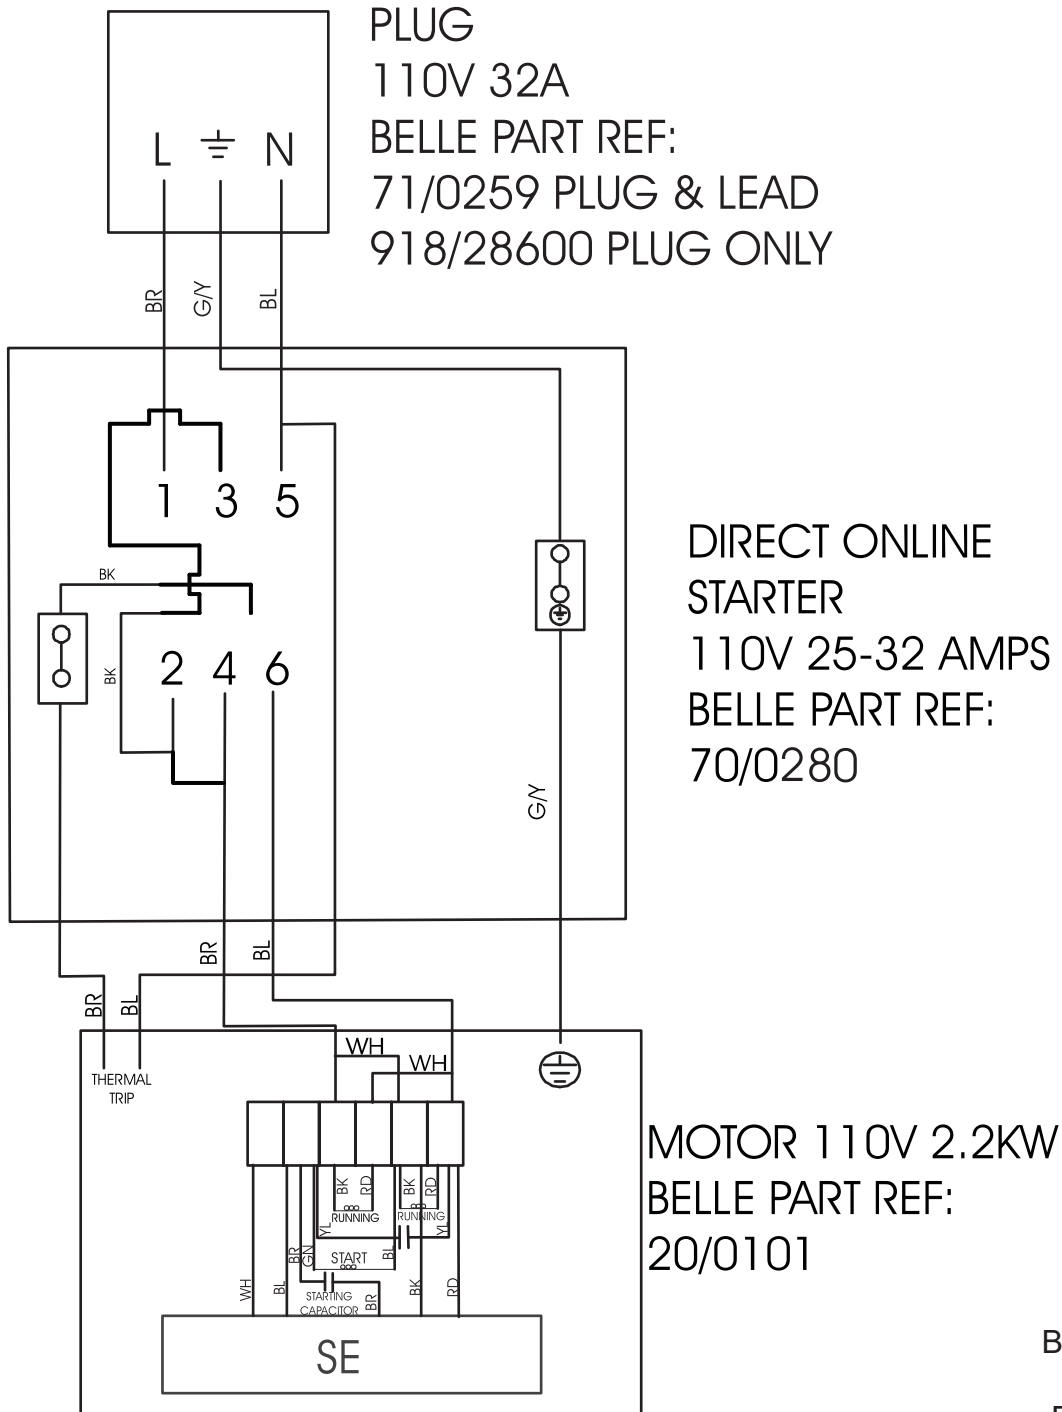 PLUG
110V 32A
BELLE PART REF:
71/0259 PLUG & LEAD
918/28600 PLUG ONLY
L N
BR G/Y BL
1 3 5
BK
BK
2 4 6
G/Y
DIRECT ONLINE
STARTER
110V 25-32 AMPS
BELLE PART REF:
70/0280
BR BL
BR BL
THERMAL
TRIP
WH
WH
MOTOR 110V 2.2KW
BELLE PART REF:
20/0101
BK RD BK RD
RUNNING RUNNING
YL YL
BR GN START BL
WH BL STARTING BR BK RD
CAPACITOR
SE
B